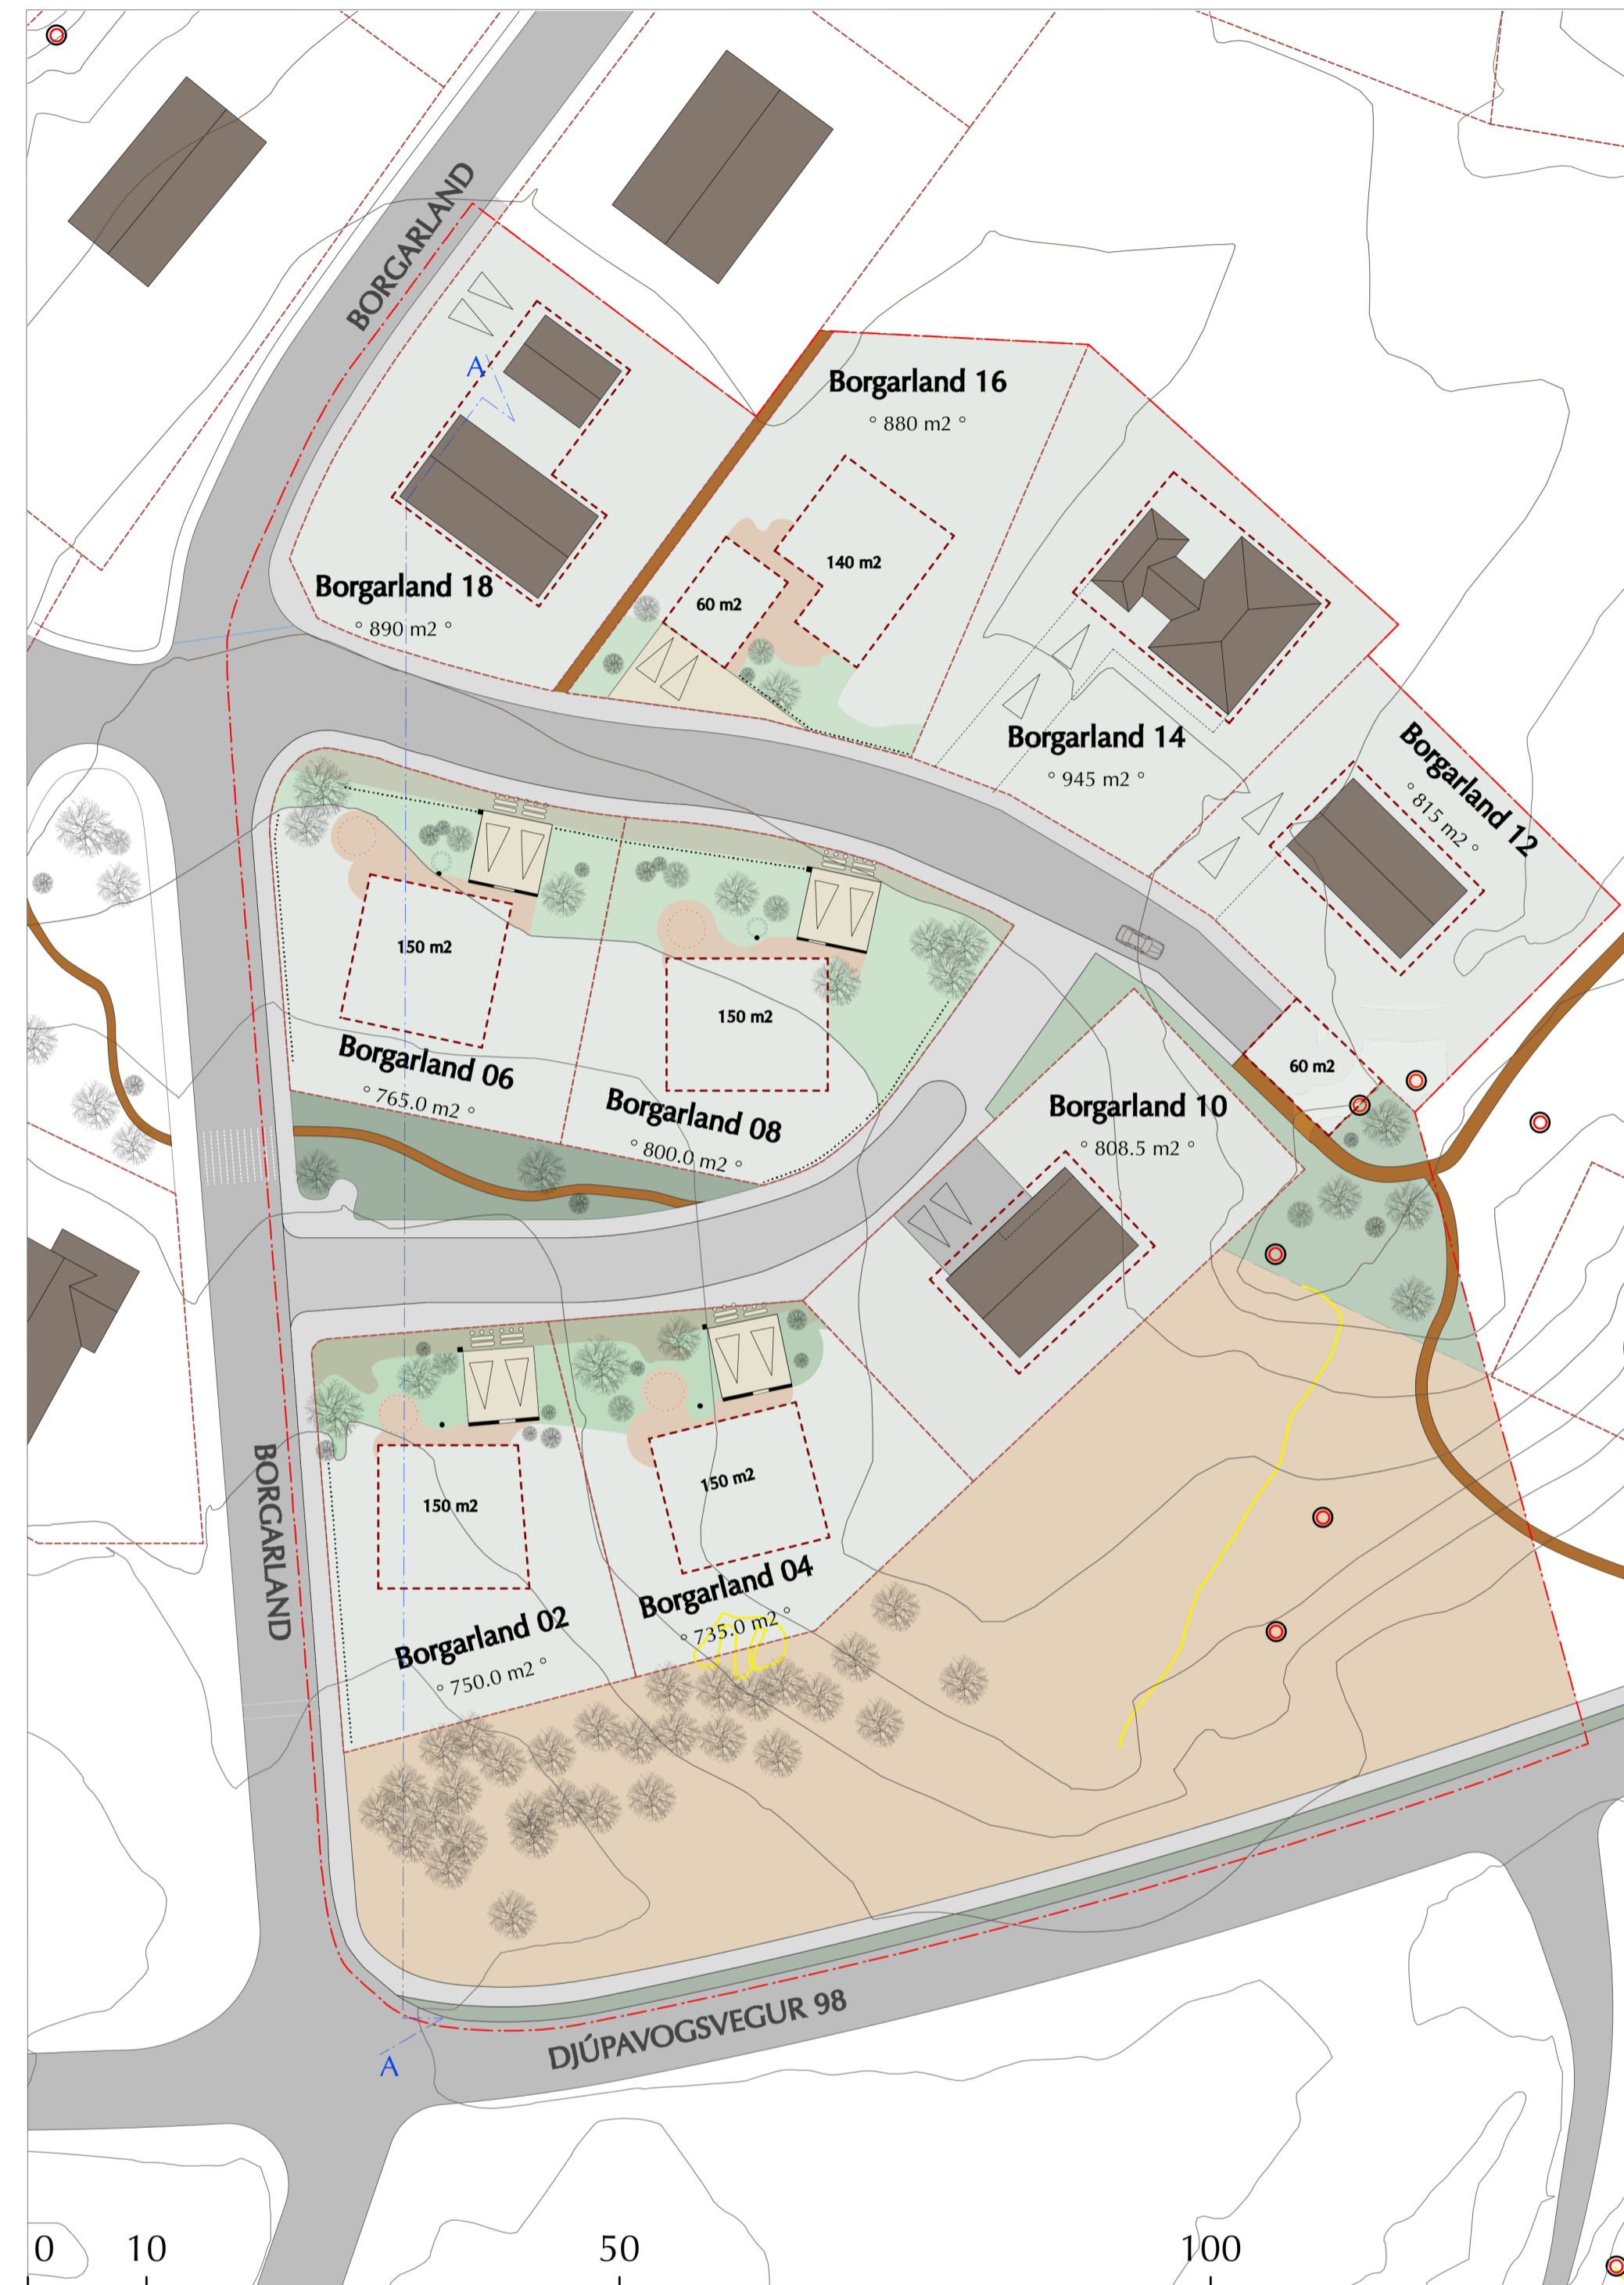 BORGARLAND
A
Borgarland 16
° 880 m2 °
140 m2
60 m2
Borgarland 18
° 890 m2 °
Borgarland 14
° 945 m2 °
Borgarland 12
° 815 m2 °
150 m2
Borgarland 06
° 765.0 m2 °
150 m2
Borgarland 08
° 800.0 m2 °
60 m2
Borgarland 10
° 808.5 m2 °
BORGARLAND
150 m2
Borgarland 02
° 750.0 m2 °
150 m2
Borgarland 04
° 735.0 m2 °
DJÚPAVOGSVEGUR 98
A
0 10 50 100